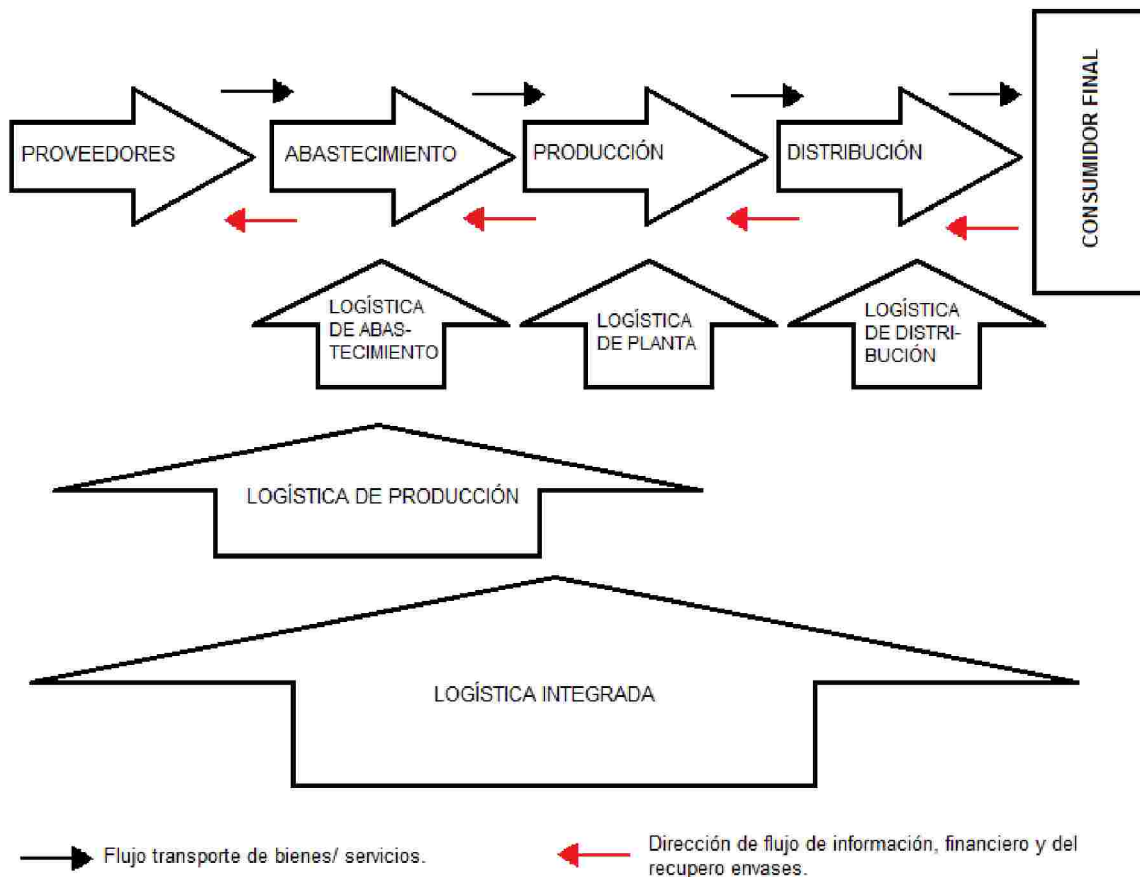 CONSUMIDOR FINAL
PROVEEDORES
ABASTECIMIENTO
PRODUCCIÓN
DISTRIBUCIÓN
LOGÍSTICA
DE ABAS-
TECIMIENTO
LOGÍSTICA
DE PLANTA
LOGÍSTICA
DE DISTRI-
BUCIÓN
LOGÍSTICA DE PRODUCCIÓN
LOGÍSTICA INTEGRADA
Flujo transporte de bienes/ servicios.
Dirección de flujo de información, financiero y del
recupero envases.